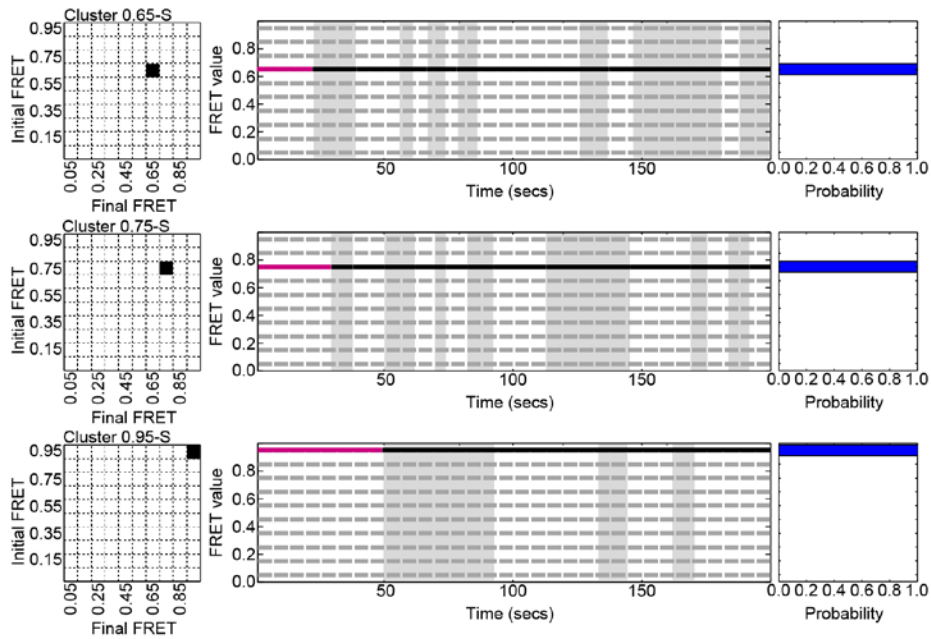 Cluster 0.65-S
0.95
0.75
0.55
0.35
0.15
Initial FRET
0.05
0.25
0.45
0.65
0.85
Final FRET
FRET value
0.8
0.6
0.4
0.2
0.0
50 100 150
Time (secs)
0.0 0.2 0.4 0.6 0.8 1.0
Probability
Cluster 0.75-S
0.95
0.75
0.55
0.35
0.15
Initial FRET
0.05
0.25
0.45
0.65
0.85
Final FRET
FRET value
0.8
0.6
0.4
0.2
0.0
50 100 150
Time (secs)
0.0 0.2 0.4 0.6 0.8 1.0
Probability
Cluster 0.95-S
0.95
0.75
0.55
0.35
0.15
Initial FRET
0.05
0.25
0.45
0.65
0.85
Final FRET
FRET value
0.8
0.6
0.4
0.2
0.0
50 100 150
Time (secs)
0.0 0.2 0.4 0.6 0.8 1.0
Probability